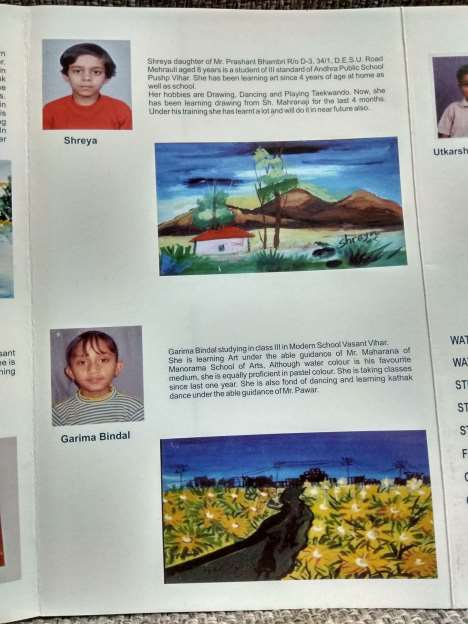 Shreya daughter of Mr. Prashant Bhambri R/o D-3, 34/1, D.E.S.U. Road
Mehrauli aged 8 years is a student of III standard of Andhra Public School
Pushp Vihar. She has been learning art since 4 years of age at home as
well as school.
Her hobbies are Drawing, Dancing and Playing Taekwando. Now, she
has been learning drawing from Sh. Mahranaji for the last 4 months.
Under his training she has learnt a lot and will do it in near future also.
Shreya
shreya
Garima Bindal studying in class III in Modern School Vasant Vihar.
She is learning Art under the able guidance of Mr. Maharana of
Manorama School of Arts. Although water colour is his favourite
medium, she is equally proficient in pastel colour. She is taking classes
since last one year. She is also fond of dancing and learning kathak
dance under the able guidance of Mr. Pawar.
Garima Bindal
Utkarsh